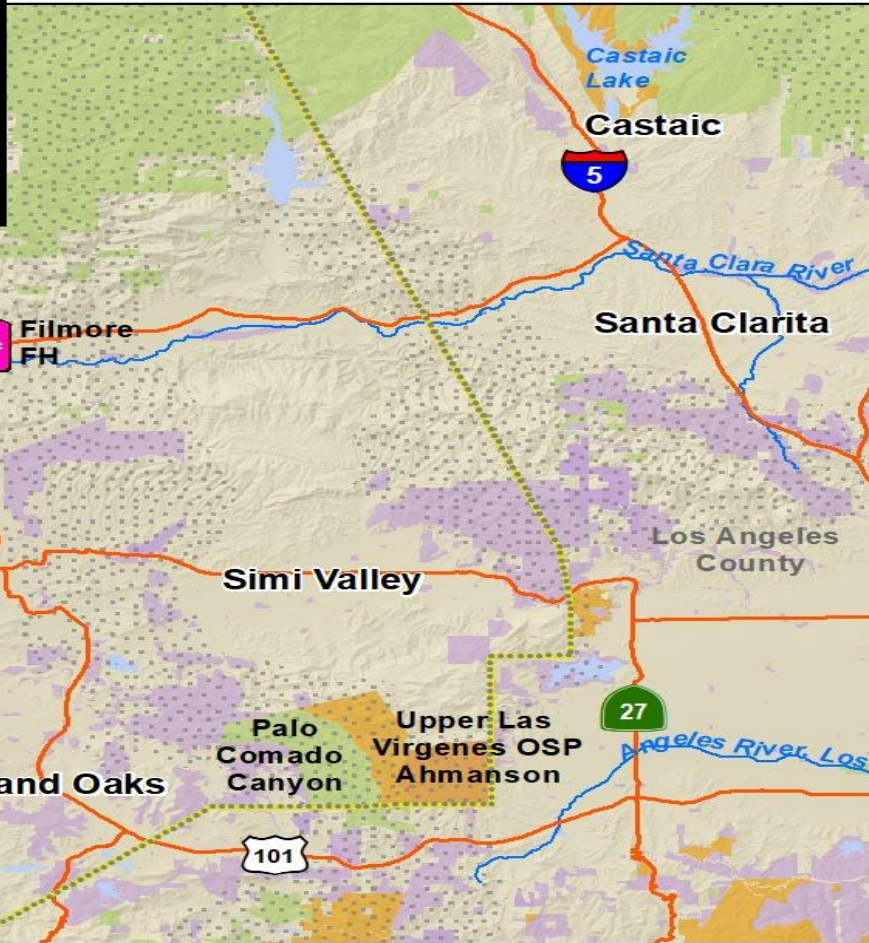 Castaic
Lake
Castaic
5
Santa Clara River
Filmore
FH
Santa Clarita
Los Angeles
County
Simi Valley
27
Palo
Comado
Canyon
Upper Las
Virgenes OSP
Ahmanson
Angeles River, Los
and Oaks
101